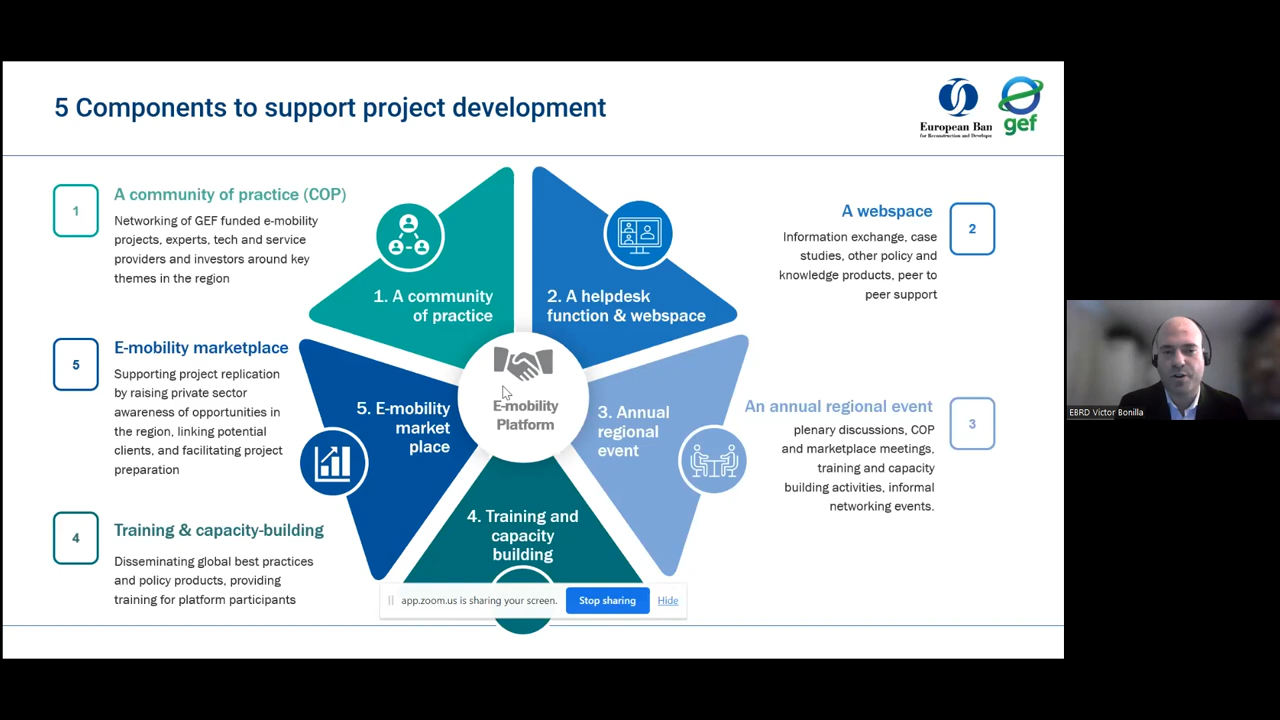 5 Components to support project development
European Ban
for Reconstruction and Develope
gef
1
A community of practice (COP)
Networking of GEF funded e-mobility
projects, experts, tech and service
providers and investors around key
themes in the region
5
E-mobility marketplace
Supporting project replication
by raising private sector
awareness of opportunities in
the region, linking potential
clients, and facilitating project
preparation
4
Training & capacity-building
Disseminating global best practices
and policy products, providing
training for platform participants
1. A community
of practice
2. A helpdesk
function & webspace
5. E-mobility
market
place
E-mobility
Platform
3. Annual
regional
event
4. Training and
capacity
building
app.zoom.us is sharing your screen.
Stop sharing
Hide
A webspace
2
Information exchange, case
studies, other policy and
knowledge products, peer to
peer support
An annual regional event
3
plenary discussions, COP
and marketplace meetings,
training and capacity
building activities, informal
networking events.
EBRD Victor Bonilla